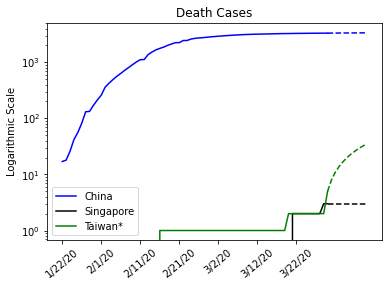 Death Cases
Logarithmic Scale
10³
10²
10¹
10⁰
China
Singapore
Taiwan*
1/22/20
2/1/20
2/11/20
2/21/20
3/2/20
3/12/20
3/22/20